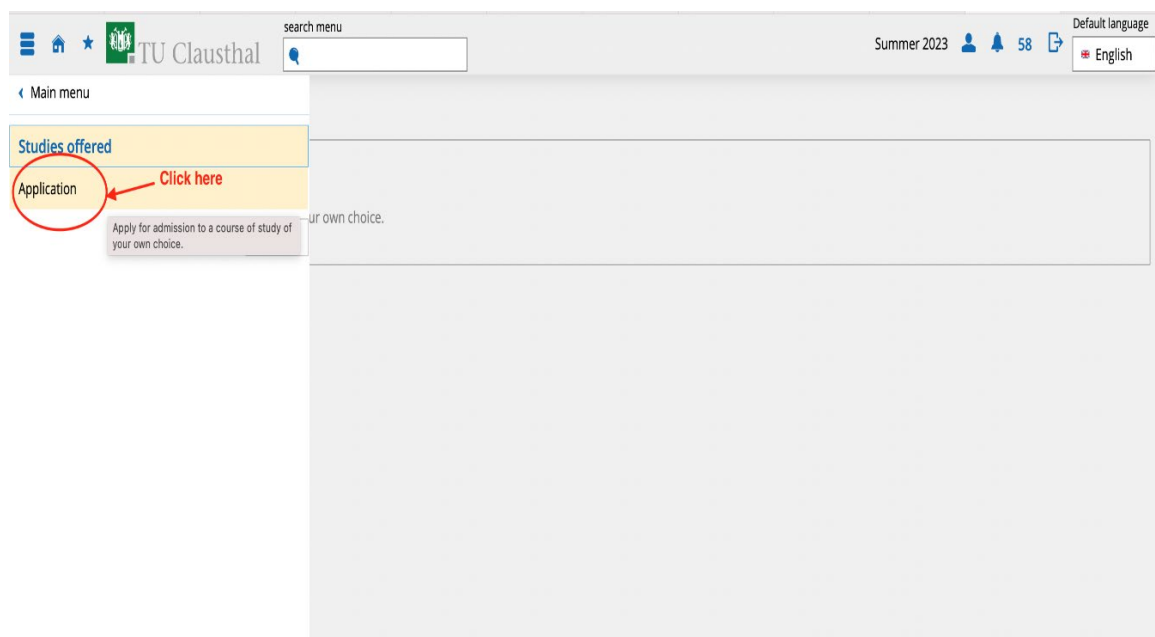 search menu
TU Clausthal
Summer 2023
58
Default language
English
Main menu
Studies offered
Application
Click here
Apply for admission to a course of study of
your own choice.
ur own choice.